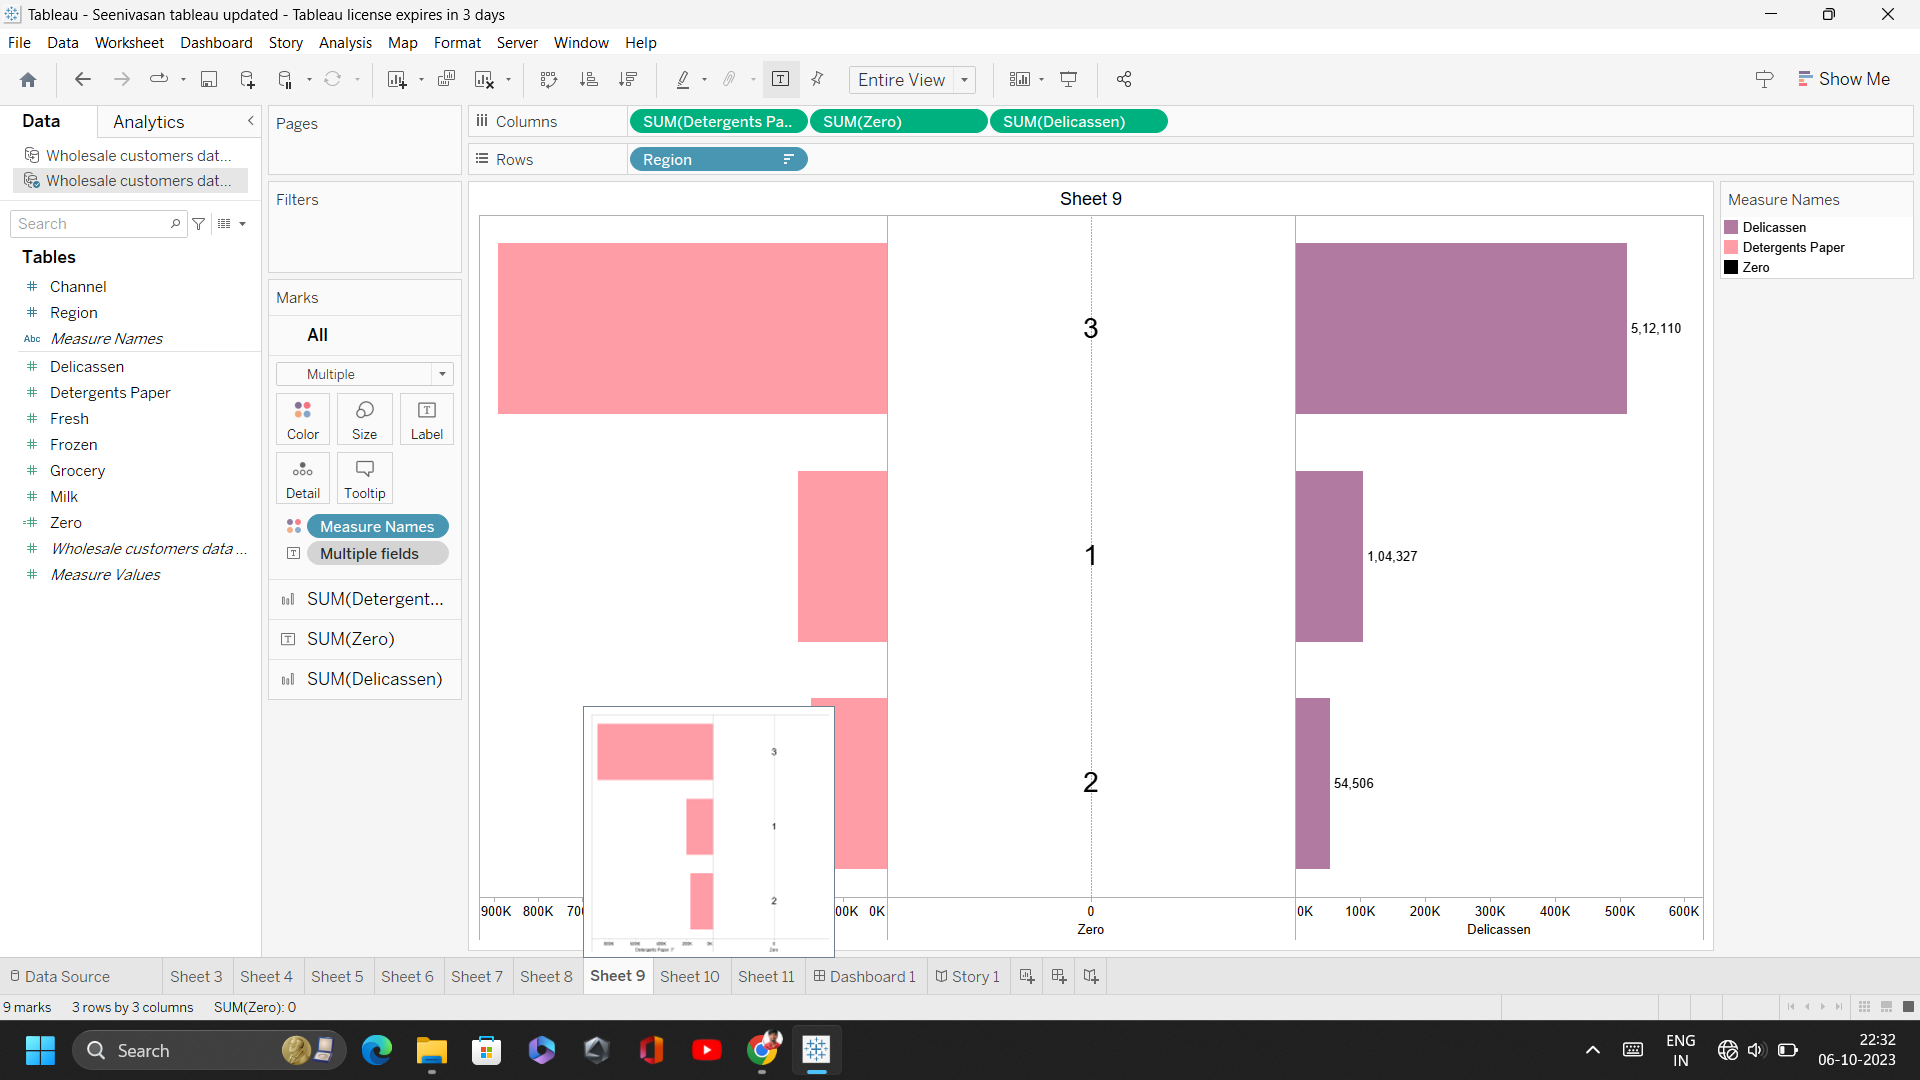 Tableau - Seenivasan tableau updated - Tableau license expires in 3 days
File Data Worksheet Dashboard Story Analysis Map Format Server Window Help
Entire View
Show Me
Data Analytics
Wholesale customers dat...
Wholesale customers dat...
Search
Tables
# Channel
# Region
Abc Measure Names
# Delicassen
# Detergents Paper
# Fresh
# Frozen
# Grocery
# Milk
=# Zero
# Wholesale customers data ...
# Measure Values
Pages
Filters
Marks
All
Multiple
Color Size Label
Detail Tooltip
Measure Names
Multiple fields
SUM(Detergent...
SUM(Zero)
SUM(Delicassen)
Columns SUM(Detergents Pa.. SUM(Zero) SUM(Delicassen)
Rows Region
Sheet 9
3 5,12,110
1 1,04,327
2 54,506
900K 800K 0K 0 0K 100K 200K 300K 400K 500K 600K
Zero Delicassen
3
1
2
Measure Names
Delicassen
Detergents Paper
Zero
Data Source Sheet 3 Sheet 4 Sheet 5 Sheet 6 Sheet 7 Sheet 8 Sheet 9 Sheet 10 Sheet 11 Dashboard 1 Story 1
9 marks 3 rows by 3 columns SUM(Zero): 0
Search
ENG
IN
22:32
06-10-2023